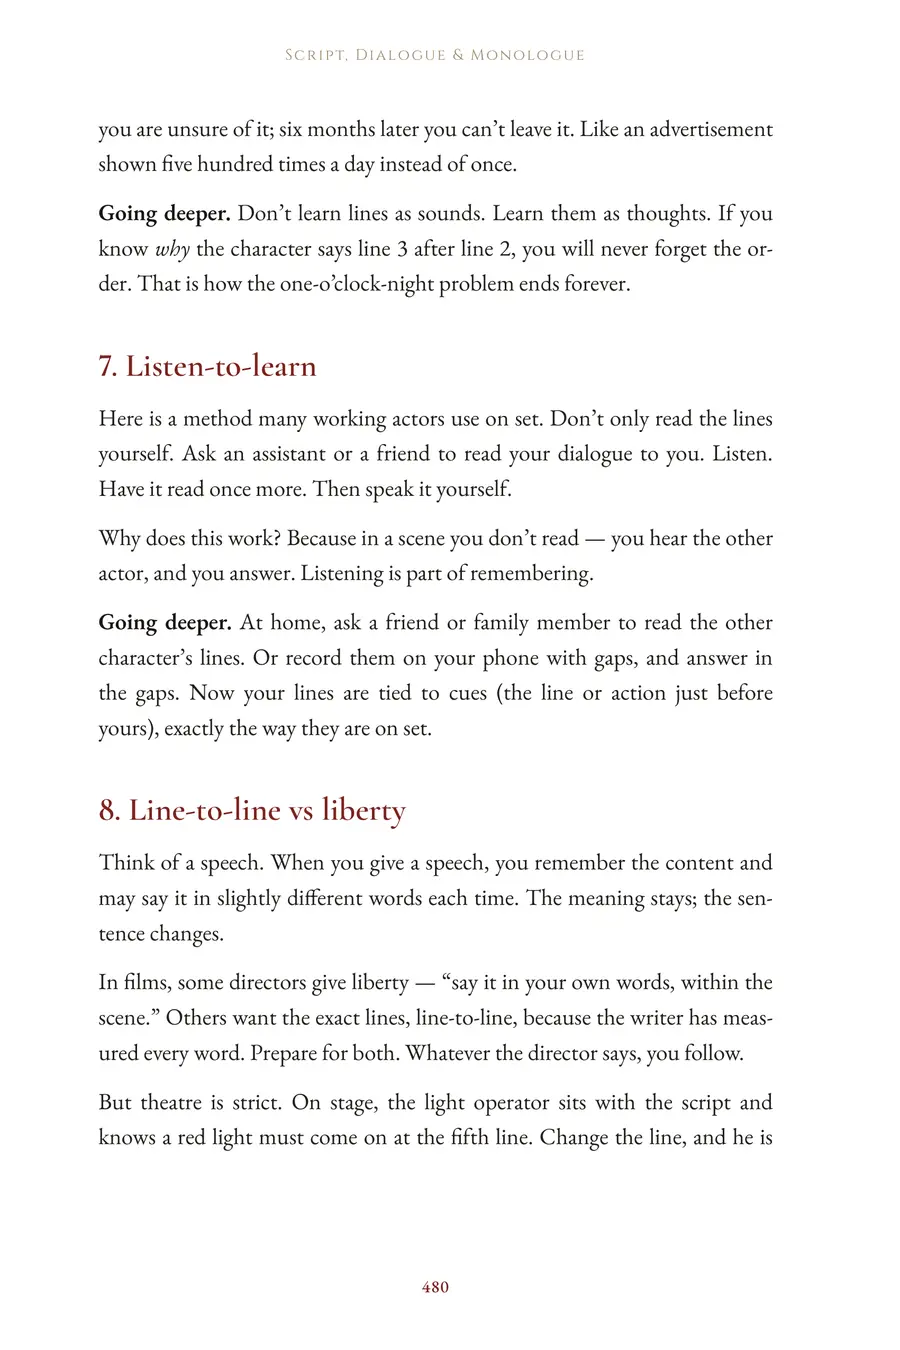 Script, Dialogue & Monologue
you are unsure of it; six months later you can’t leave it. Like an advertisement
shown five hundred times a day instead of once.
Going deeper. Don’t learn lines as sounds. Learn them as thoughts. If you
know why the character says line 3 after line 2, you will never forget the or-
der. That is how the one-o’clock-night problem ends forever.
7. Listen-to-learn
Here is a method many working actors use on set. Don’t only read the lines
yourself. Ask an assistant or a friend to read your dialogue to you. Listen.
Have it read once more. Then speak it yourself.
Why does this work? Because in a scene you don’t read — you hear the other
actor, and you answer. Listening is part of remembering.
Going deeper. At home, ask a friend or family member to read the other
character’s lines. Or record them on your phone with gaps, and answer in
the gaps. Now your lines are tied to cues (the line or action just before
yours), exactly the way they are on set.
8. Line-to-line vs liberty
Think of a speech. When you give a speech, you remember the content and
may say it in slightly different words each time. The meaning stays; the sen-
tence changes.
In films, some directors give liberty — “say it in your own words, within the
scene.” Others want the exact lines, line-to-line, because the writer has meas-
ured every word. Prepare for both. Whatever the director says, you follow.
But theatre is strict. On stage, the light operator sits with the script and
knows a red light must come on at the fifth line. Change the line, and he is
480